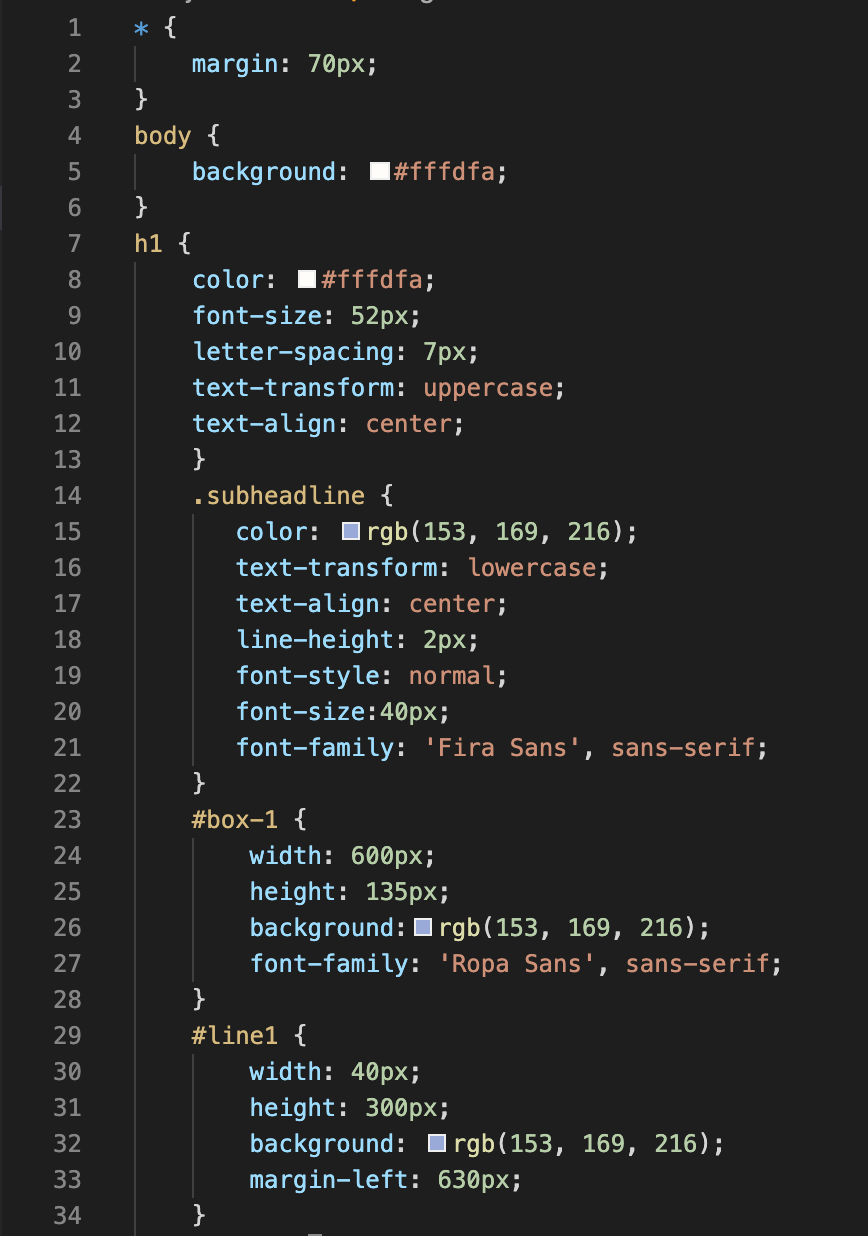 1 * {
2 margin: 70px;
3 }
4 body {
5 background: #fffdfa;
6 }
7 h1 {
8 color: #fffdfa;
9 font-size: 52px;
10 letter-spacing: 7px;
11 text-transform: uppercase;
12 text-align: center;
13 }
14 .subheadline {
15 color: rgb(153, 169, 216);
16 text-transform: lowercase;
17 text-align: center;
18 line-height: 2px;
19 font-style: normal;
20 font-size:40px;
21 font-family: 'Fira Sans', sans-serif;
22 }
23 #box-1 {
24 width: 600px;
25 height: 135px;
26 background: rgb(153, 169, 216);
27 font-family: 'Ropa Sans', sans-serif;
28 }
29 #line1 {
30 width: 40px;
31 height: 300px;
32 background: rgb(153, 169, 216);
33 margin-left: 630px;
34 }